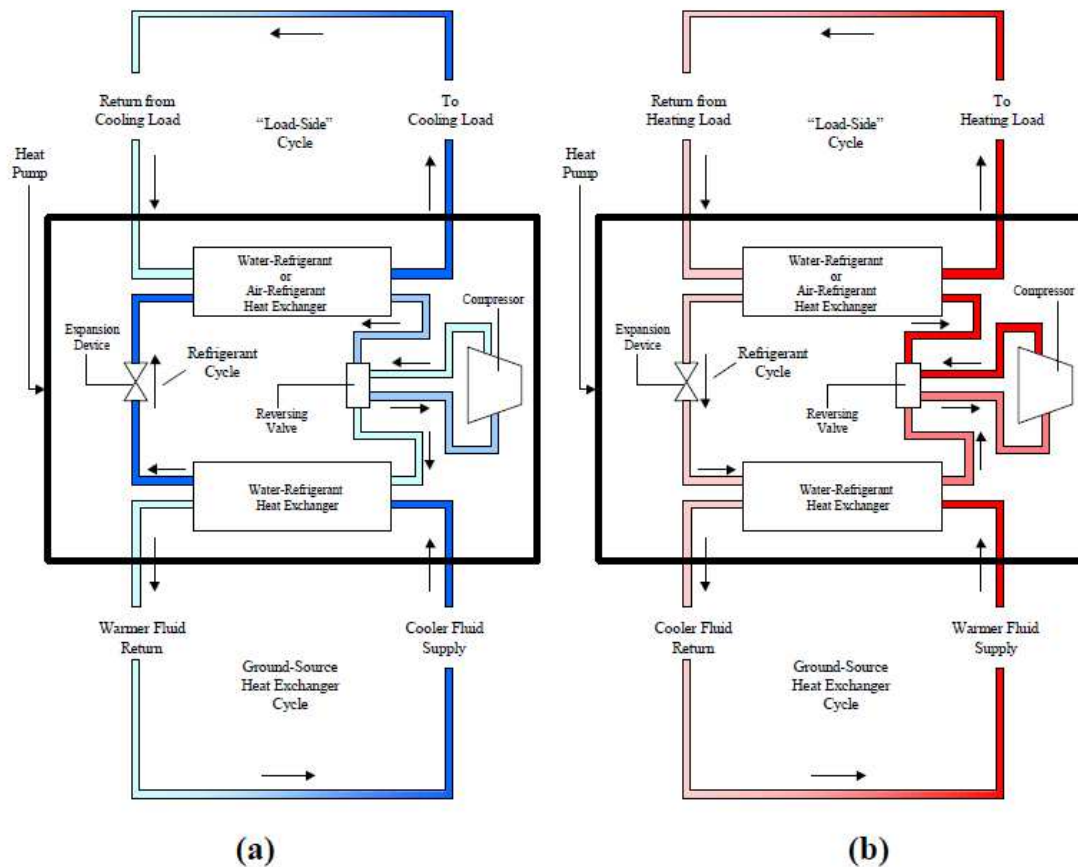 Return from
Cooling Load
"Load-Side"
Cycle
To
Cooling Load
Heat
Pump
Water-Refrigerant
or
Air-Refrigerant
Heat Exchanger
Compressor
Expansion
Device
Refrigerant
Cycle
Reversing
Valve
Water-Refrigerant
Heat Exchanger
Warmer Fluid
Return
Cooler Fluid
Supply
Ground-Source
Heat Exchanger
Cycle
(a)
Return from
Heating Load
"Load-Side"
Cycle
To
Heating Load
Heat
Pump
Water-Refrigerant
or
Air-Refrigerant
Heat Exchanger
Compressor
Expansion
Device
Refrigerant
Cycle
Reversing
Valve
Water-Refrigerant
Heat Exchanger
Cooler Fluid
Return
Warmer Fluid
Supply
Ground-Source
Heat Exchanger
Cycle
(b)